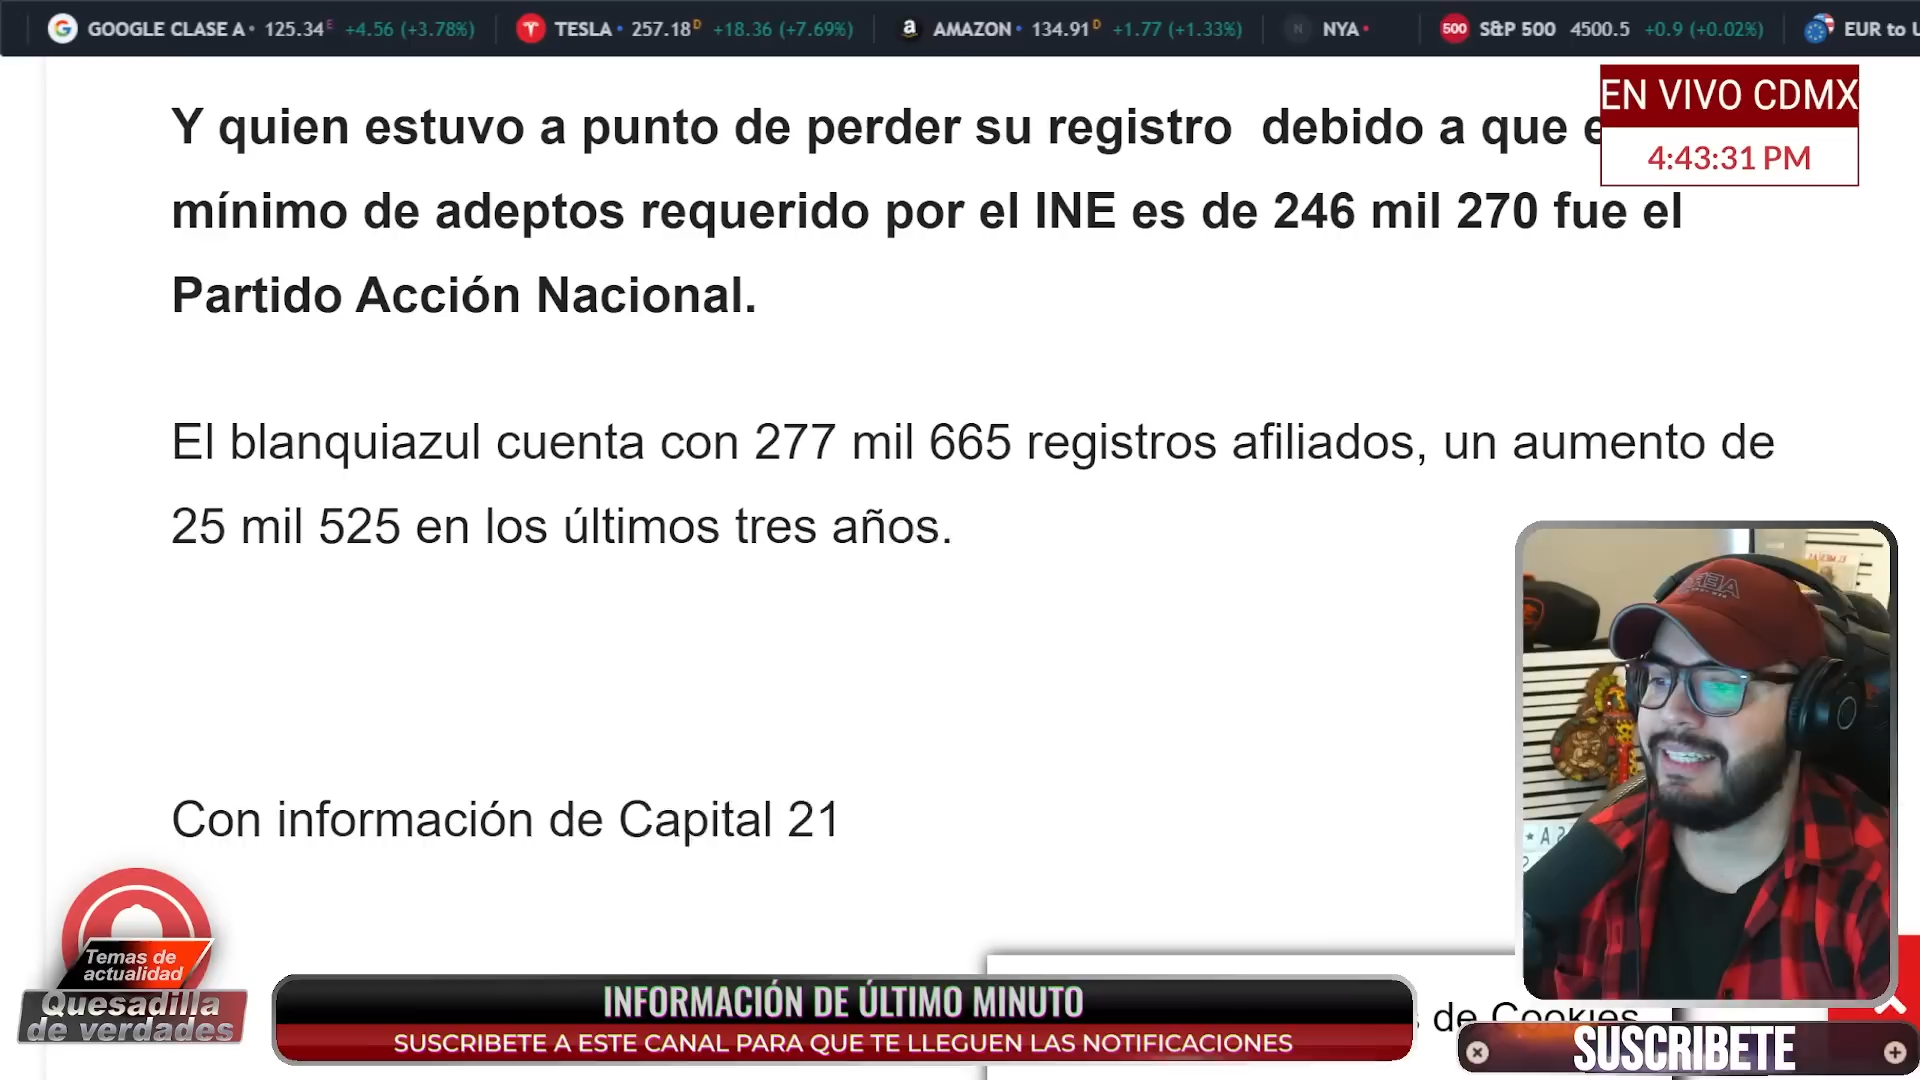 GOOGLE CLASE A • 125.34 E +4.56 (+3.78%) TESLA • 257.18 D +18.36 (+7.69%) a AMAZON • 134.91 D +1.77 (+1.33%) N NYA • 500 S&P 500 4500.5 +0.9 (+0.02%) EUR to U
EN VIVO CDMX
4:43:31 PM
Y quien estuvo a punto de perder su registro debido a que e
mínimo de adeptos requerido por el INE es de 246 mil 270 fue el
Partido Acción Nacional.
El blanquiazul cuenta con 277 mil 665 registros afiliados, un aumento de
25 mil 525 en los últimos tres años.
Con información de Capital 21
Temas de
actualidad
Quesadilla
de verdades
INFORMACIÓN DE ÚLTIMO MINUTO
SUSCRIBETE A ESTE CANAL PARA QUE TE LLEGUEN LAS NOTIFICACIONES
de Cookies
SUSCRIBETE